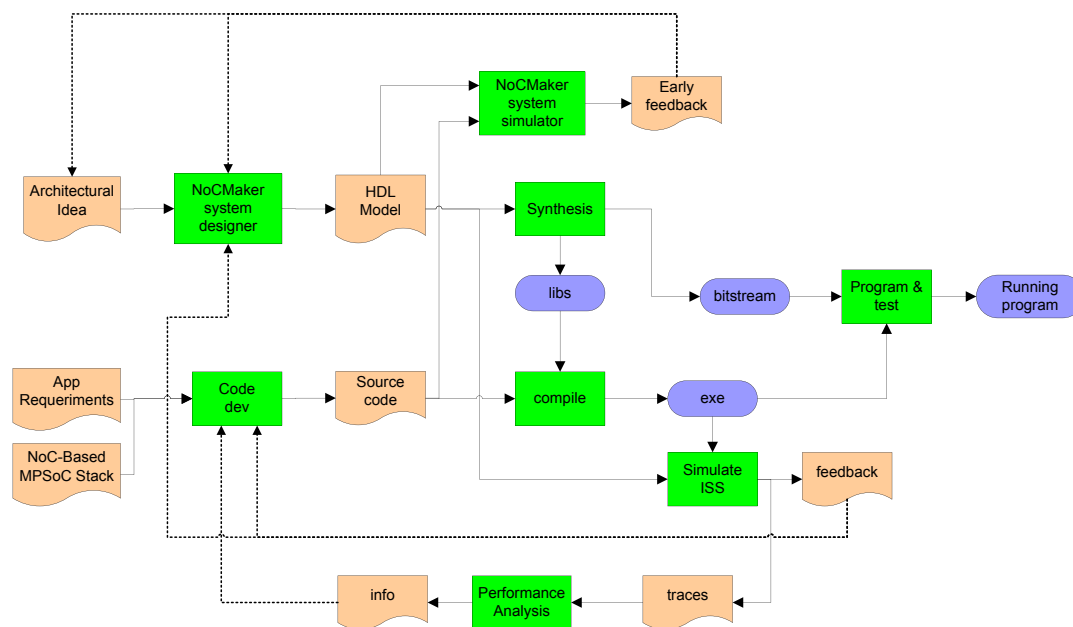 NoCMaker
system
simulator
Early
feedback
Architectural
Idea
NoCMaker
system
designer
HDL
Model
Synthesis
libs
bitstream
Program &
test
Running
program
App
Requeriments
Code
dev
Source
code
compile
exe
NoC-Based
MPSoC Stack
Simulate
ISS
feedback
info
Performance
Analysis
traces